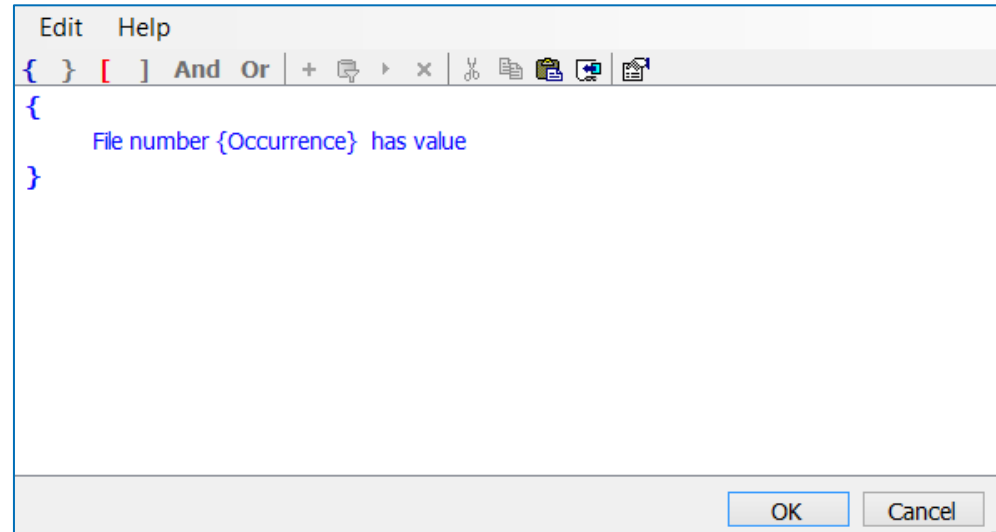 Edit Help
{ } [ ] And Or + ×
{
File number {Occurrence} has value
}
OK Cancel